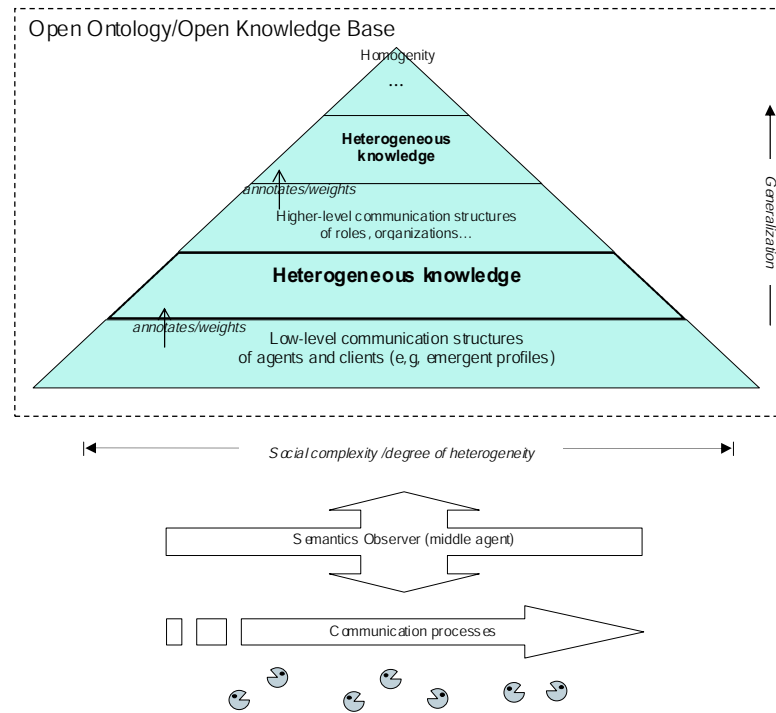 Open Ontology/Open Knowledge Base
Homogenity
...
Heterogeneous
knowledge
annotates/weights
Higher-level communication structures
of roles, organizations...
Heterogeneous knowledge
annotates/weights
Low-level communication structures
of agents and clients (e,g, emergent profiles)
Generalization
Social complexity /degree of heterogeneity
Semantics Observer (middle agent)
Communication processes